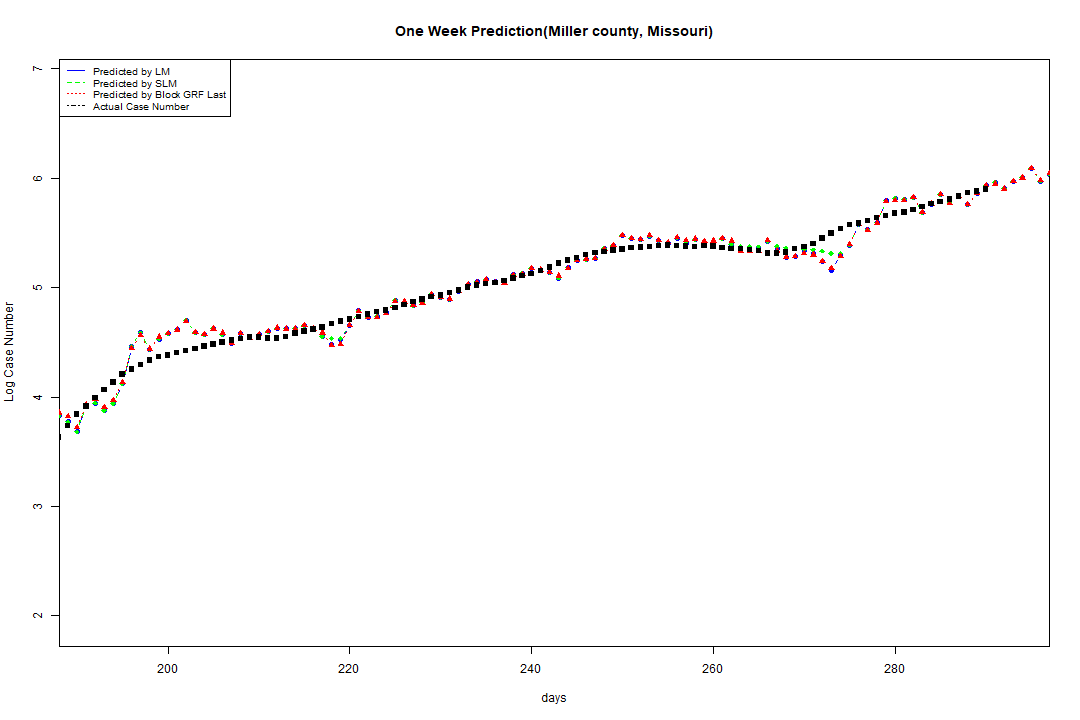 One Week Prediction(Miller county, Missouri)
Predicted by LM
Predicted by SLM
Predicted by Block GRF Last
Actual Case Number
7
6
5
4
3
2
Log Case Number
200 220 240 260 280
days